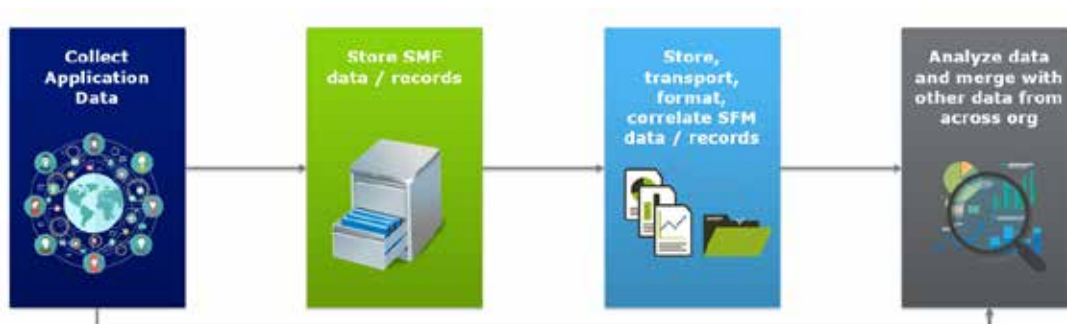 Collect
Application
Data
Store SMF
data / records
Store,
transport,
format,
correlate SFM
data / records
Analyze data
and merge with
other data from
across org